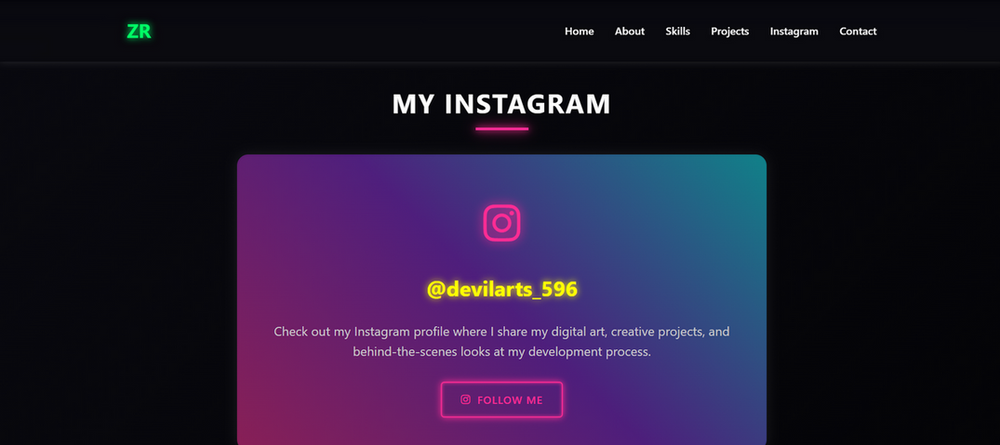 ZR
Home About Skills Projects Instagram Contact
MY INSTAGRAM
@devilarts_596
Check out my Instagram profile where I share my digital art, creative projects, and
behind-the-scenes looks at my development process.
FOLLOW ME